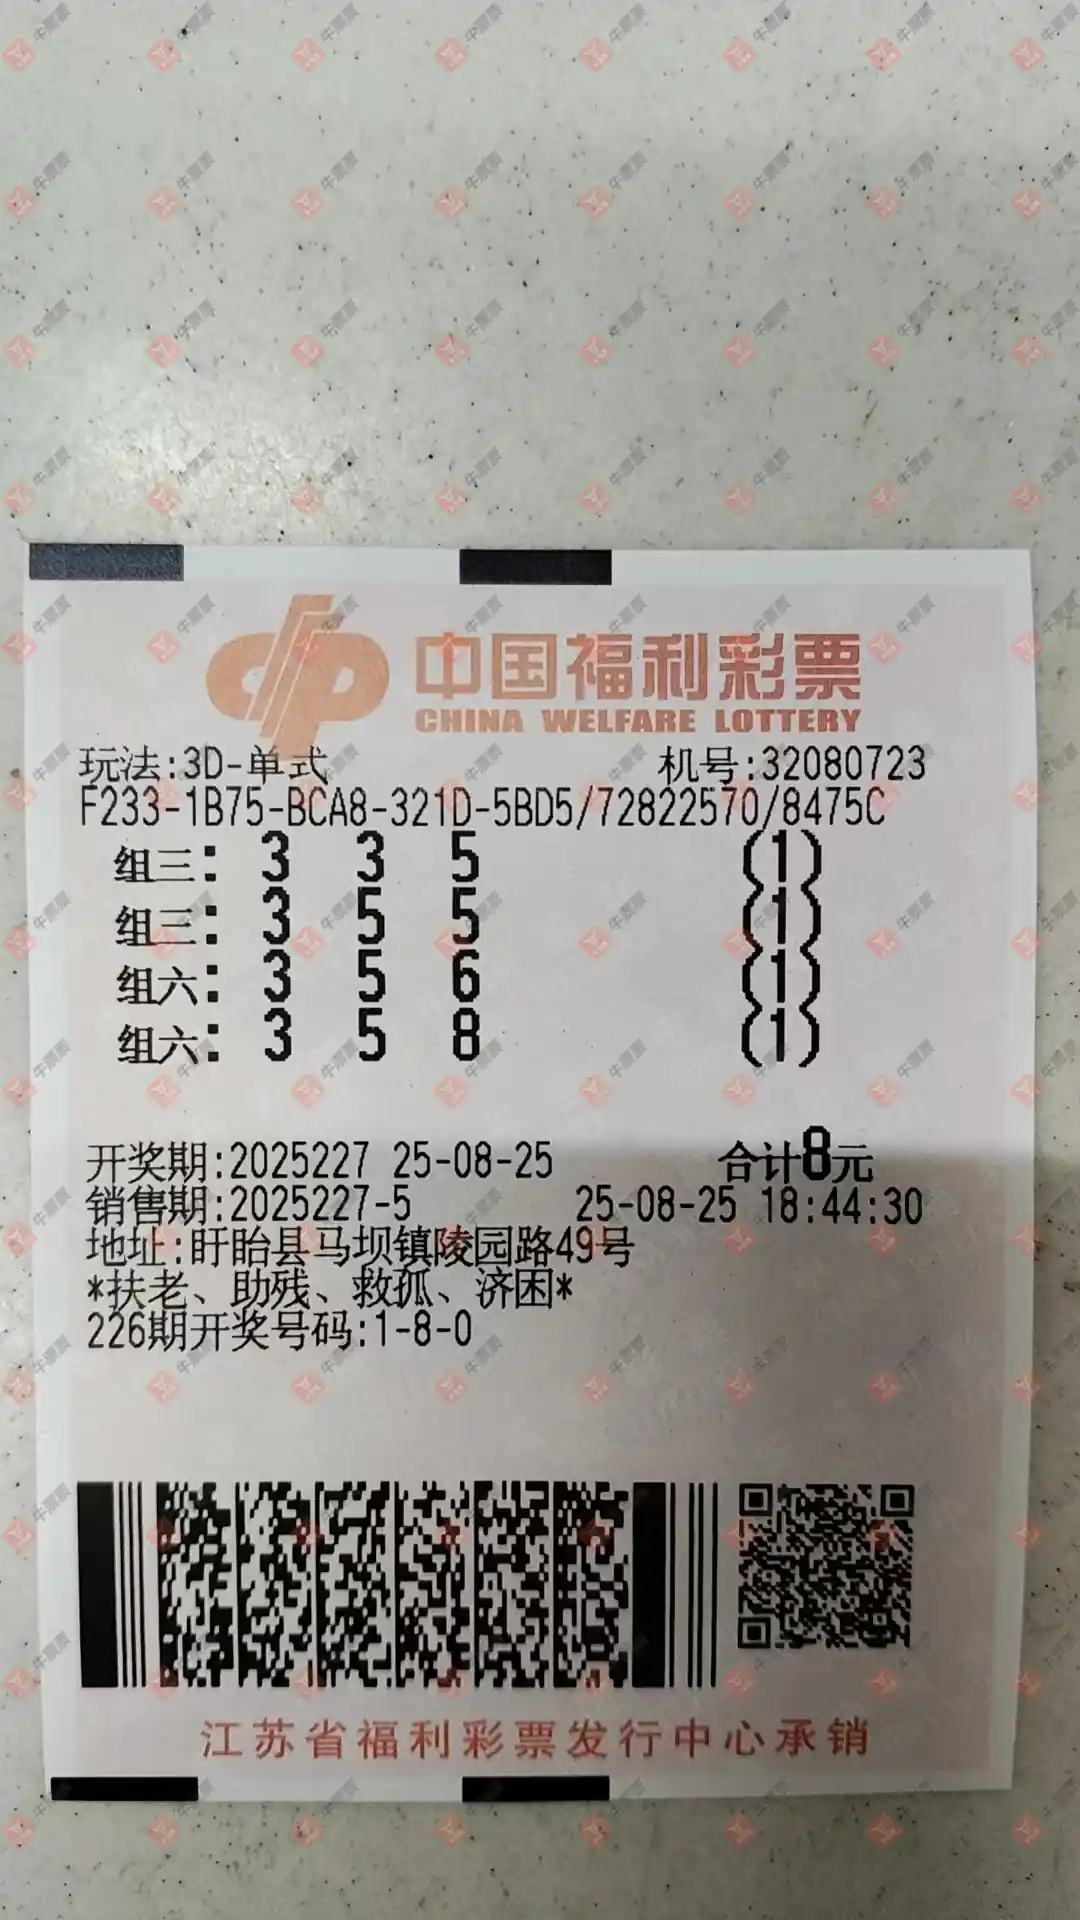 中国福利彩票
CHINA WELFARE LOTTERY
玩法:3D-单式 机号:32080723
F233-1B75-BCA8-321D-5BD5/72822570/8475C
组三: 3 3 5 (1)
组三: 3 5 5 (1)
组六: 3 5 6 (1)
组六: 3 5 8 (1)
开奖期:2025227 25-08-25 合计8元
销售期:2025227-5 25-08-25 18:44:30
地址:盱眙县马坝镇陵园路49号
*扶老、助残、救孤、济困*
226期开奖号码:1-8-0
江苏省福利彩票发行中心承销